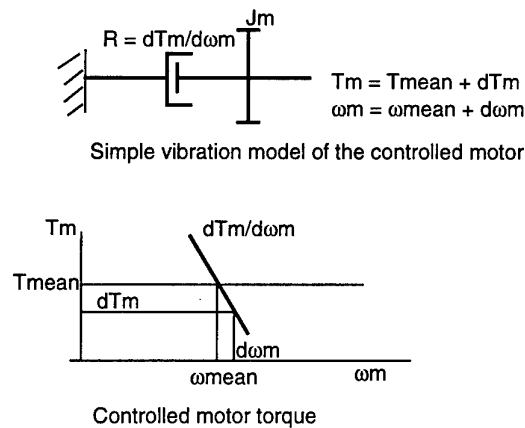 Jm
R = dTm/dωm
Tm = Tmean + dTm
ωm = ωmean + dωm
Simple vibration model of the controlled motor
Tm
dTm/dωm
Tmean
dTm
dωm
ωmean
ωm
Controlled motor torque